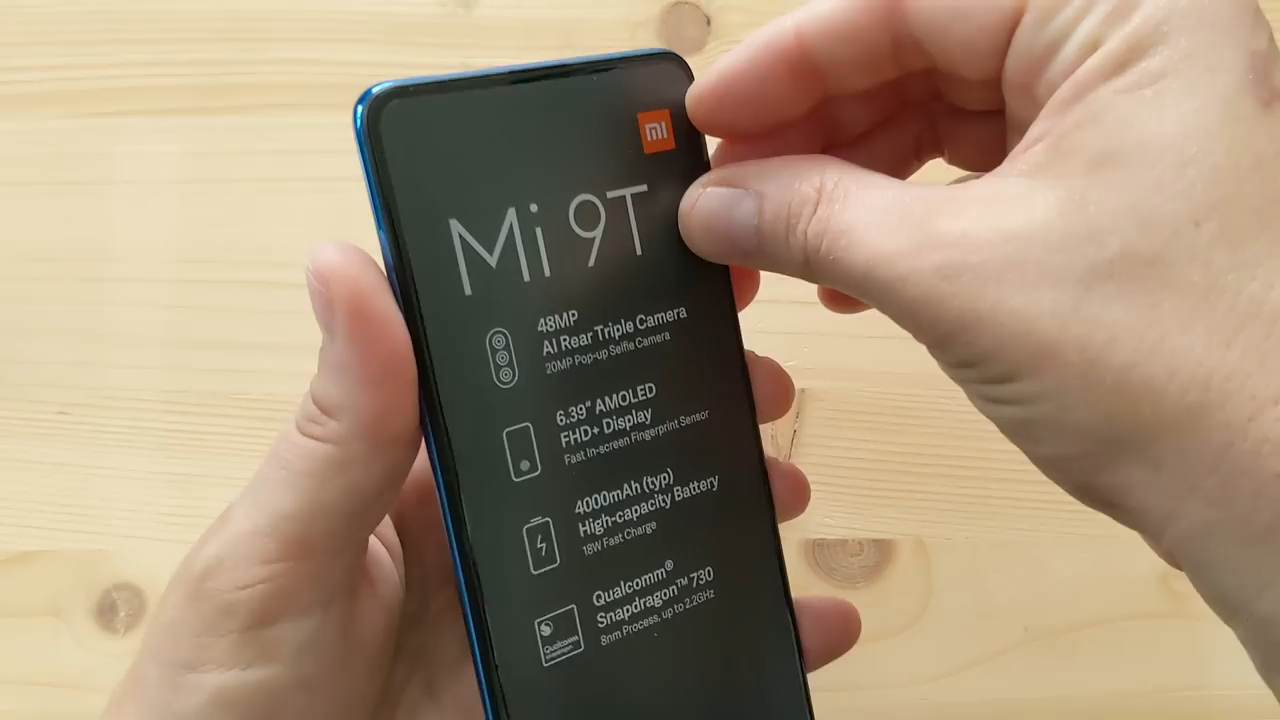 mi
Mi 9T
48MP
AI Rear Triple Camera
20MP Pop-up Selfie Camera
6.39" AMOLED
FHD+ Display
Fast In-screen Fingerprint Sensor
4000mAh (typ)
High-capacity Battery
18W Fast Charge
Qualcomm®
Snapdragon™ 730
8nm Process, up to 2.2GHz
Qualcomm
snapdragon